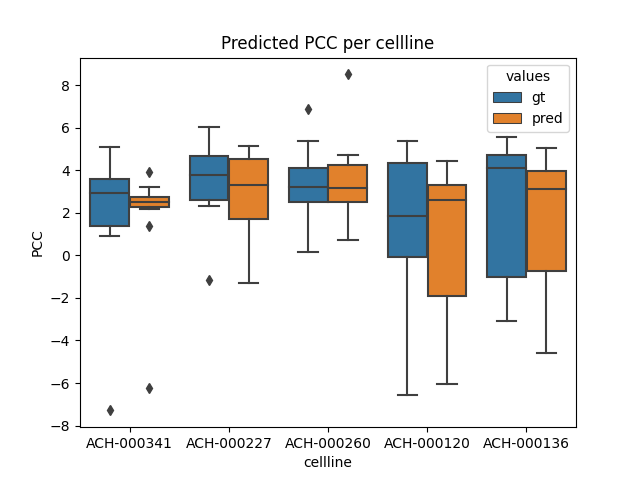 Predicted PCC per cellline
values
gt
pred
8
6
4
2
0
−2
−4
−6
−8
PCC
ACH-000341 ACH-000227 ACH-000260 ACH-000120 ACH-000136
cellline